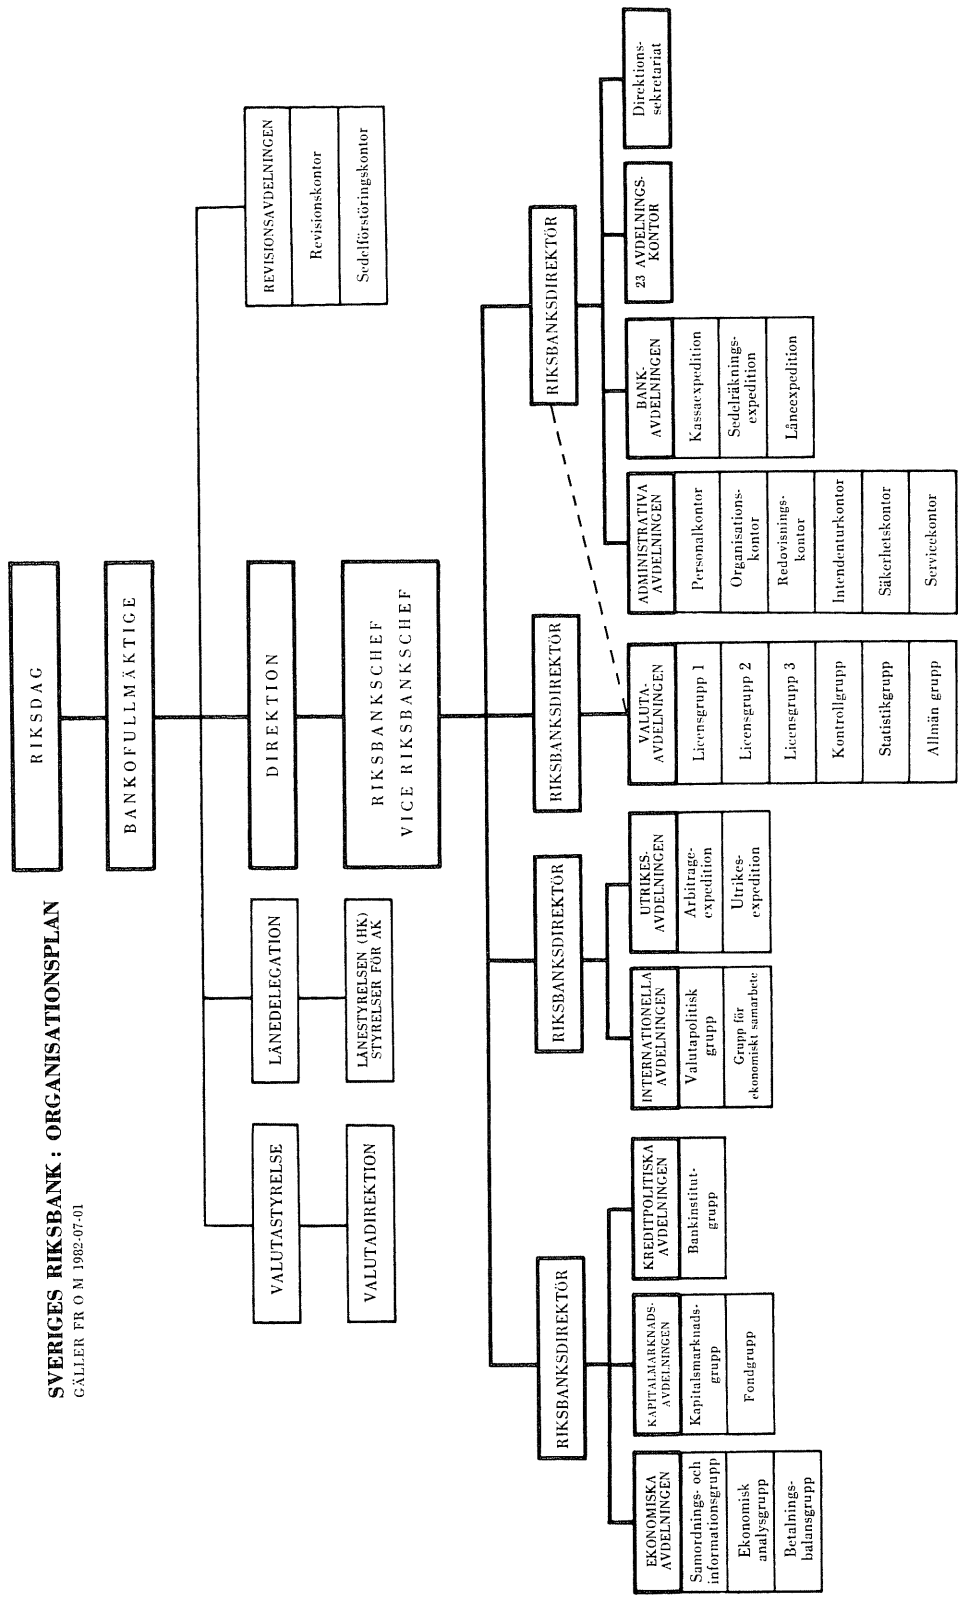 SVERIGES RIKSBANK: ORGANISATIONSPLAN
GÄLLER FR O M 1982-07-01
RIKSDAG
BANKOFULLMÄKTIGE
VALUTASTYRELSE
VALUTADIREKTION
LÅNEDELEGATION
LÅNESTYRELSEN (HK)
STYRELSER FÖR AK
DIREKTION
RIKSBANKSCHEF
VICE RIKSBANKSCHEF
REVISIONSAVDELNINGEN
Revisionskontor
Sedelförstöringskontor
RIKSBANKSDIREKTÖR
RIKSBANKSDIREKTÖR
RIKSBANKSDIREKTÖR
RIKSBANKSDIREKTÖR
EKONOMISKA
AVDELNINGEN
Samordnings- och
informationsgrupp
Ekonomisk
analysgrupp
Betalnings-
balansgrupp
KAPITALMARKNADS-
AVDELNINGEN
Kapitalsmarknads-
grupp
Fondgrupp
KREDITPOLITISKA
AVDELNINGEN
Bankinstitut-
grupp
INTERNATIONELLA
AVDELNINGEN
Valutapolitisk
grupp
Grupp för
ekonomiskt samarbete
UTRIKES-
AVDELNINGEN
Arbitrage-
expedition
Utrikes-
expedition
VALUTA-
AVDELNINGEN
Licensgrupp 1
Licensgrupp 2
Licensgrupp 3
Kontrollgrupp
Statistikgrupp
Allmän grupp
ADMINISTRATIVA
AVDELNINGEN
Personalkontor
Organisations-
kontor
Redovisnings-
kontor
Intendenturkontor
Säkerhetskontor
Servicekontor
BANK-
AVDELNINGEN
Kassaexpedition
Sedelräknings-
expedition
Låneexpedition
23 AVDELNINGS-
KONTOR
Direktions-
sekretariat